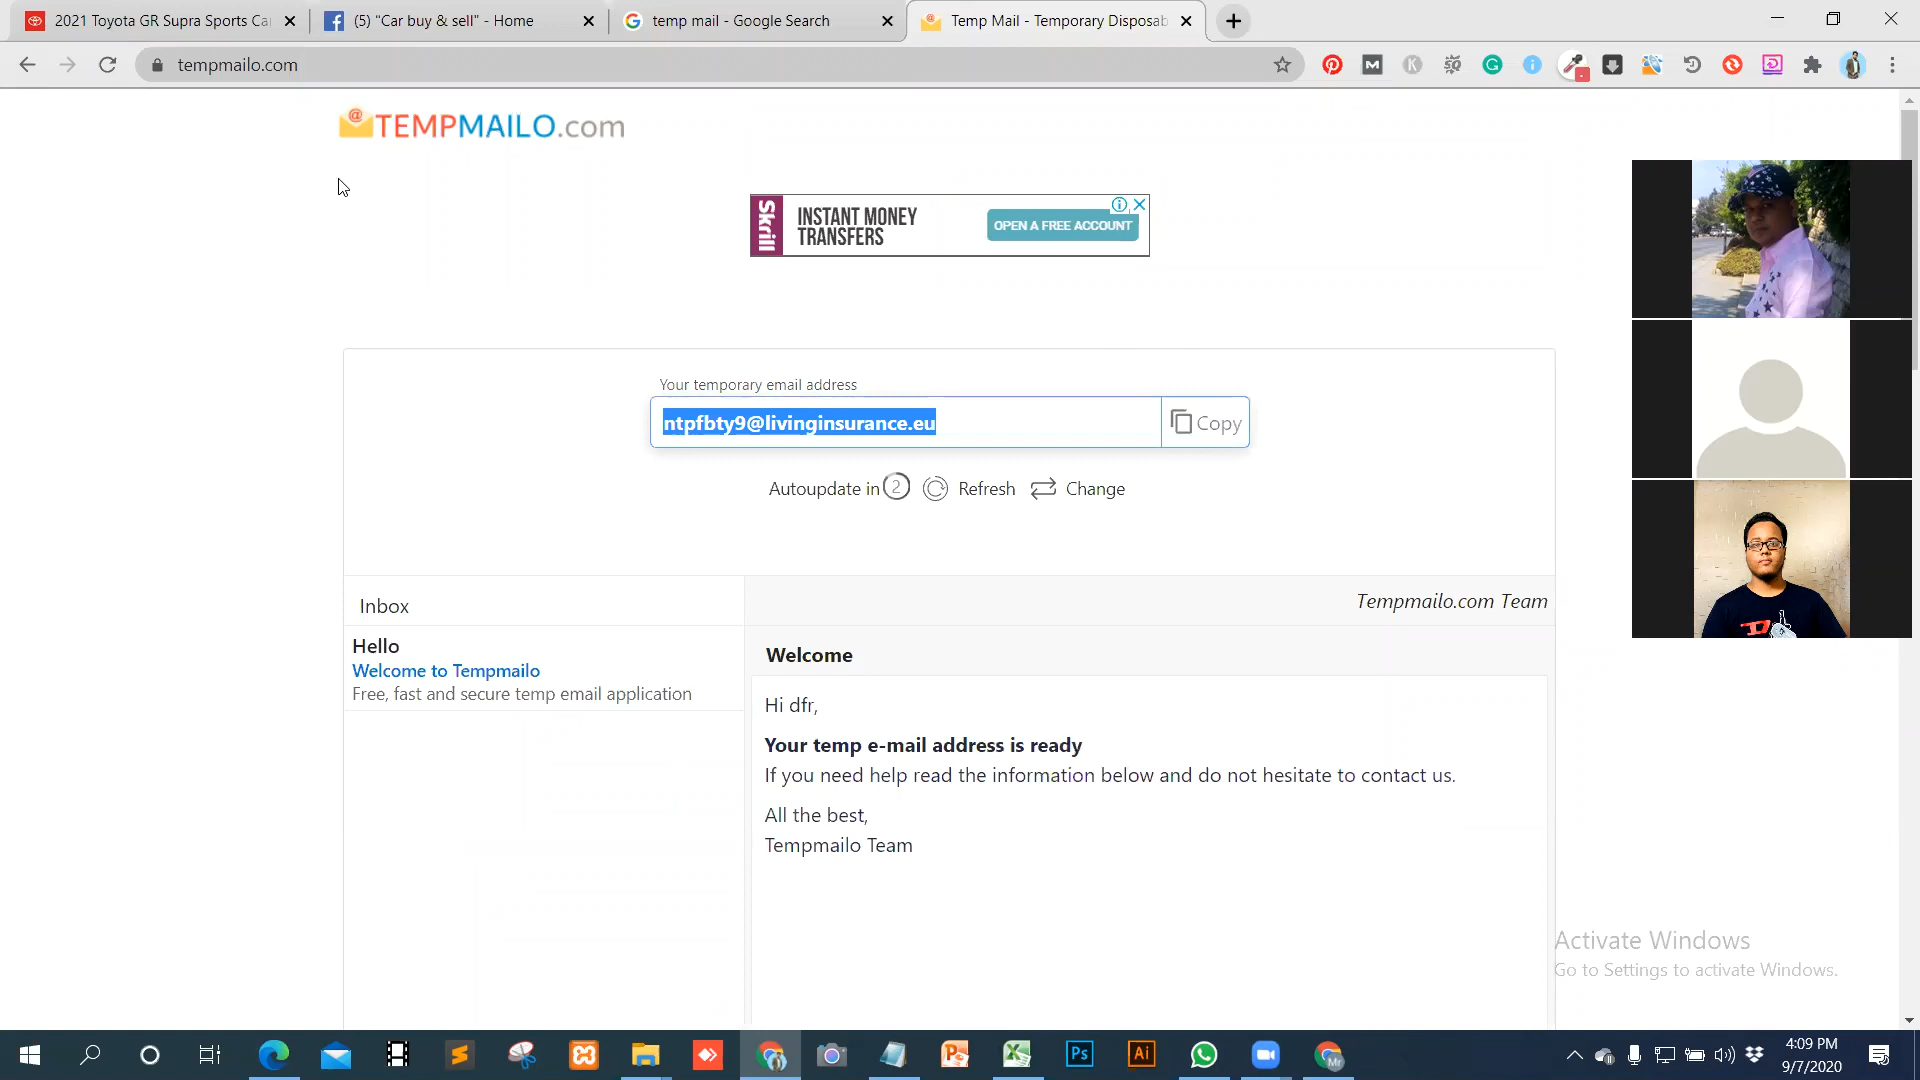 2021 Toyota GR Supra Sports Ca
(5) "Car buy & sell" - Home
temp mail - Google Search
Temp Mail - Temporary Disposab
tempmailo.com
TEMPMAILO.com
Skrill
INSTANT MONEY
TRANSFERS
OPEN A FREE ACCOUNT
Your temporary email address
ntpfbty9@livinginsurance.eu
Copy
Autoupdate in 2 Refresh Change
Inbox
Tempmailo.com Team
Hello
Welcome to Tempmailo
Free, fast and secure temp email application
Welcome
Hi dfr,
Your temp e-mail address is ready
If you need help read the information below and do not hesitate to contact us.
All the best,
Tempmailo Team
Activate Windows
Go to Settings to activate Windows.
4:09 PM
9/7/2020